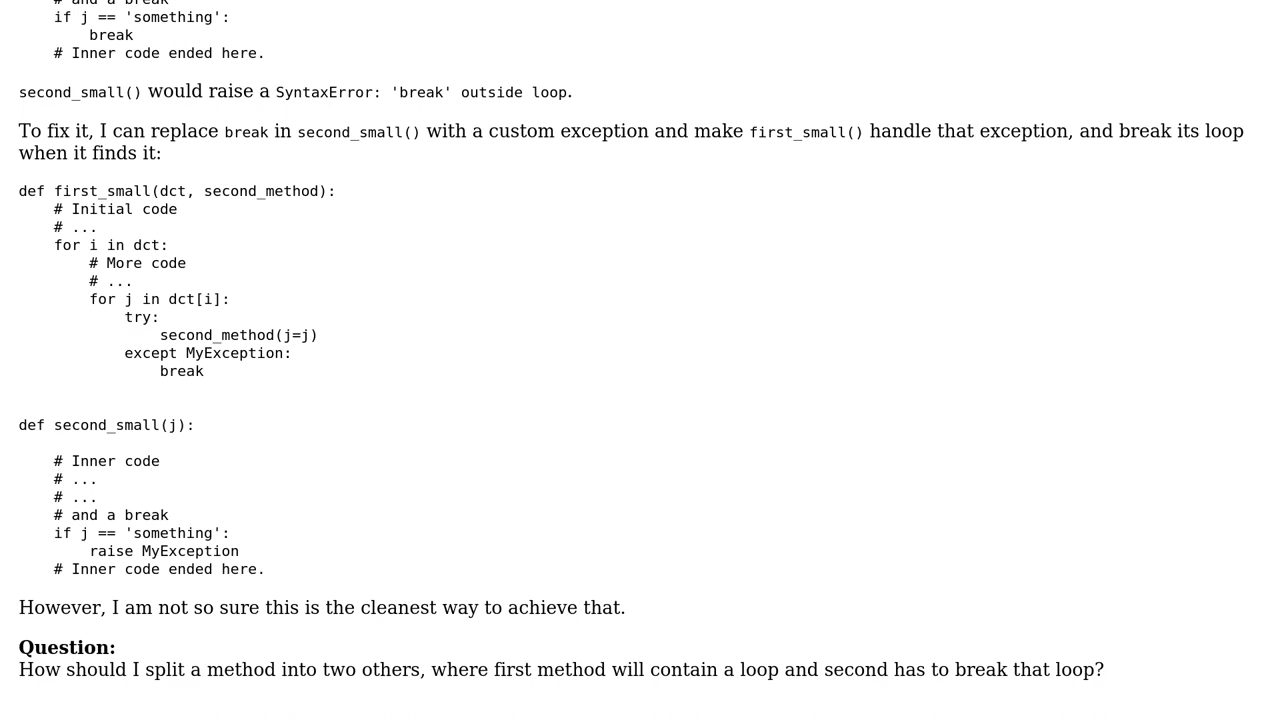 # and a break
    if j == 'something':
        break
    # Inner code ended here.
second_small() would raise a SyntaxError: 'break' outside loop.
To fix it, I can replace break in second_small() with a custom exception and make first_small() handle that exception, and break its loop
when it finds it:
def first_small(dct, second_method):
    # Initial code
    # ...
    for i in dct:
        # More code
        # ...
        for j in dct[i]:
            try:
                second_method(j=j)
            except MyException:
                break
def second_small(j):
    # Inner code
    # ...
    # ...
    # and a break
    if j == 'something':
        raise MyException
    # Inner code ended here.
However, I am not so sure this is the cleanest way to achieve that.
Question:
How should I split a method into two others, where first method will contain a loop and second has to break that loop?